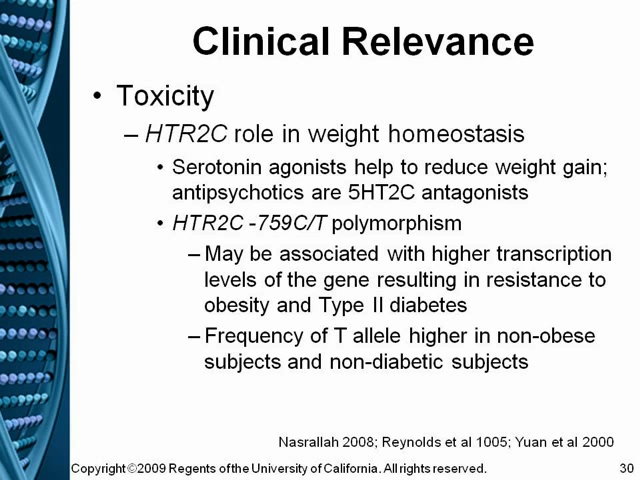 Clinical Relevance
• Toxicity
– HTR2C role in weight homeostasis
• Serotonin agonists help to reduce weight gain;
antipsychotics are 5HT2C antagonists
• HTR2C -759C/T polymorphism
– May be associated with higher transcription
levels of the gene resulting in resistance to
obesity and Type II diabetes
– Frequency of T allele higher in non-obese
subjects and non-diabetic subjects
Nasrallah 2008; Reynolds et al 1005; Yuan et al 2000
Copyright ©2009 Regents of the University of California. All rights reserved. 30